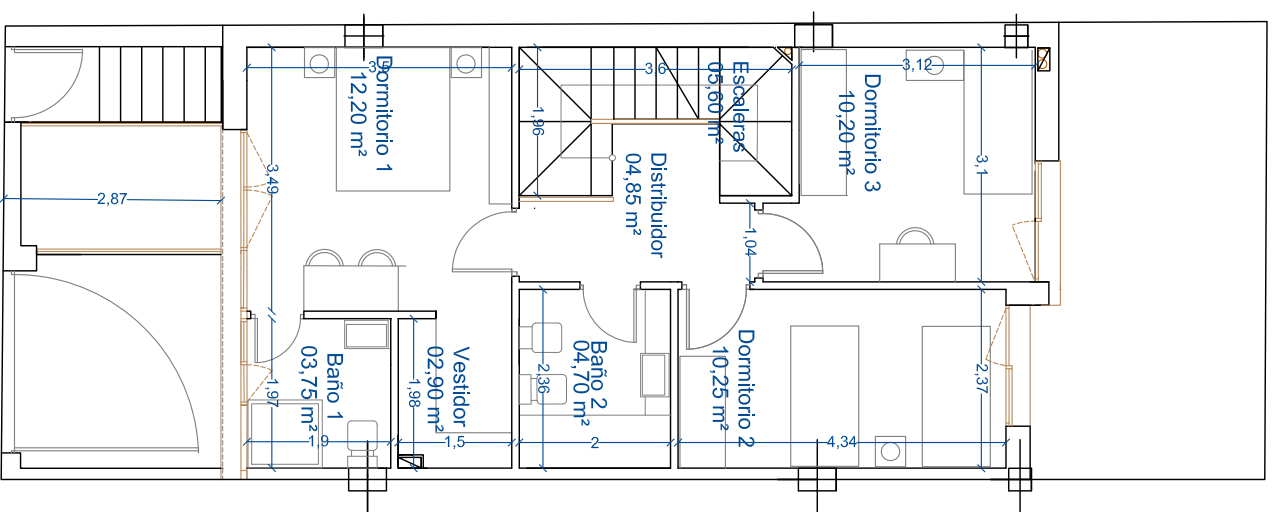 Dormitorio 1
12,20 m²
3,5
3,49
2,87
Escaleras
05,60 m²
3,6
1,96
Distribuidor
04,85 m²
1,04
Dormitorio 3
10,20 m²
3,12
3,1
Baño 1
03,75 m²
1,97
1,9
Vestidor
02,90 m²
1,98
1,5
Baño 2
04,70 m²
2,36
2
Dormitorio 2
10,25 m²
4,34
2,37